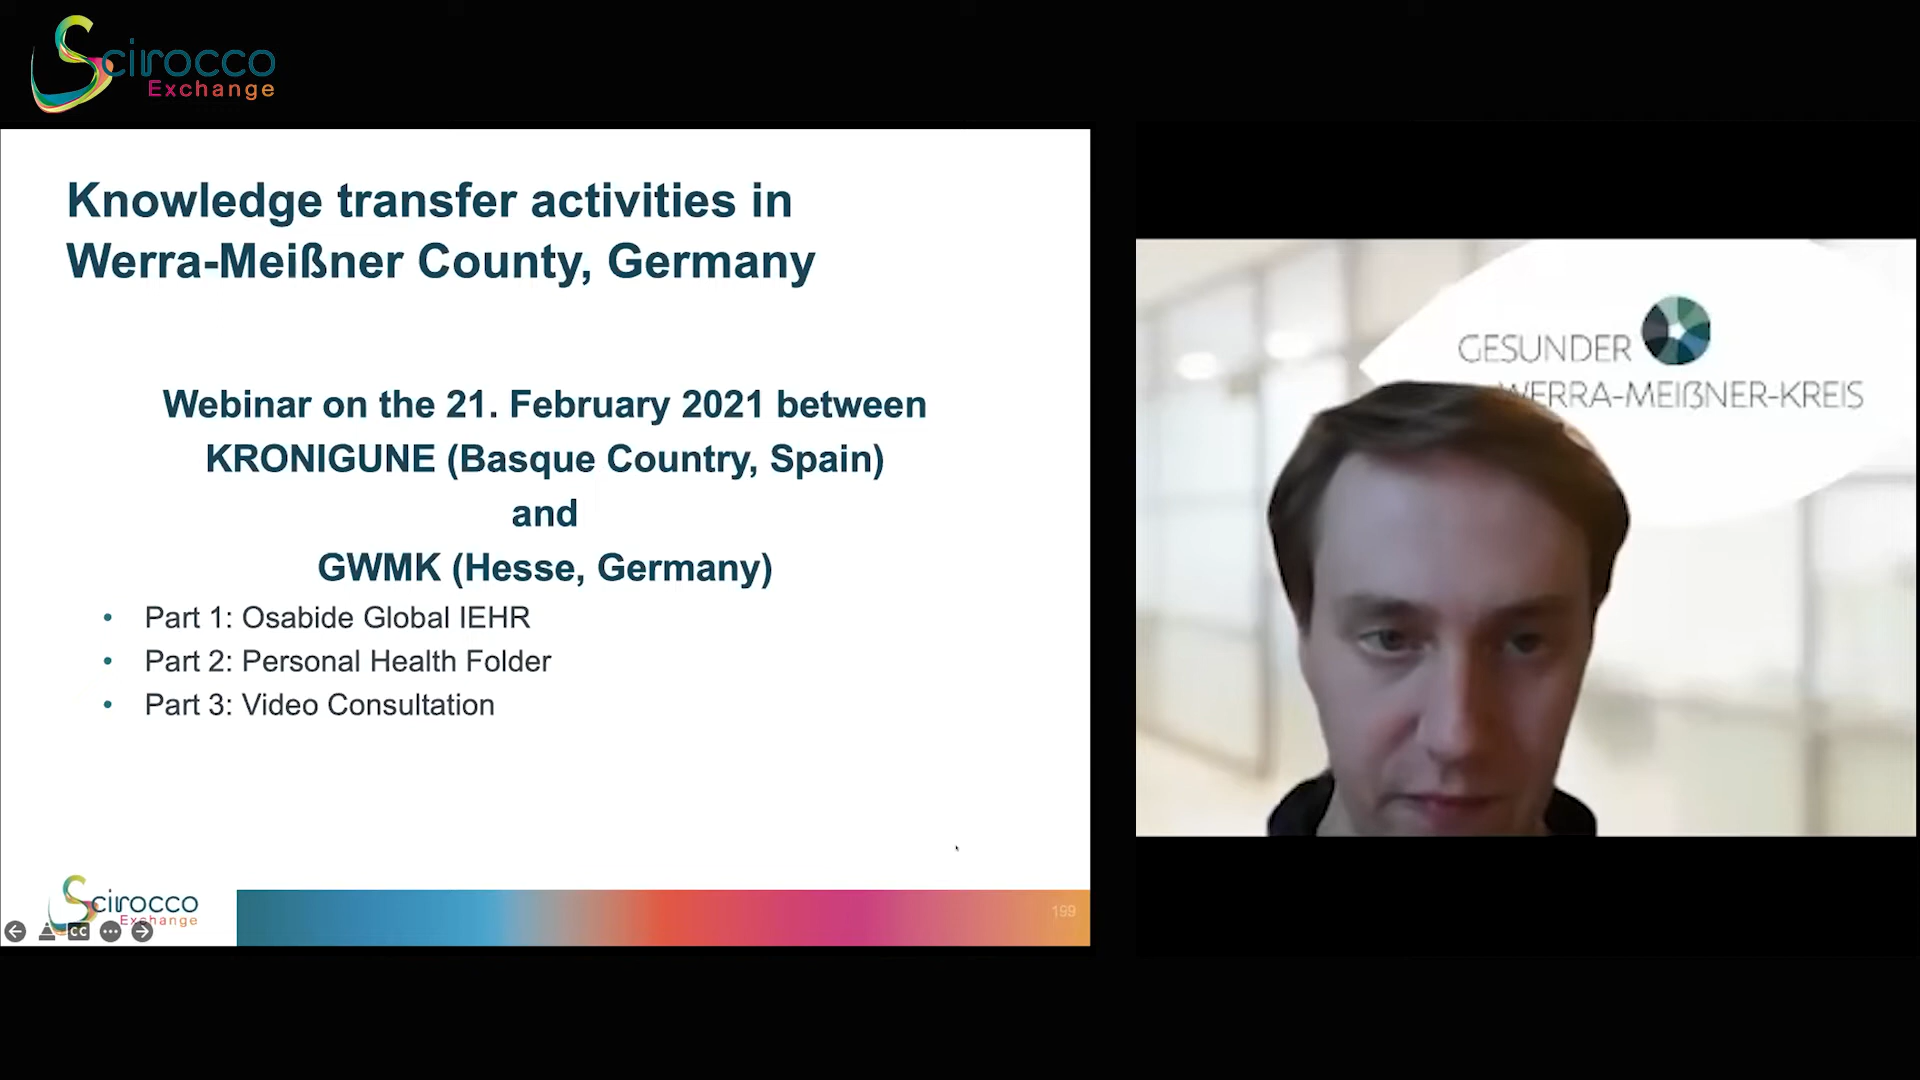 Scirocco
Exchange
Knowledge transfer activities in
Werra-Meißner County, Germany
Webinar on the 21. February 2021 between
KRONIGUNE (Basque Country, Spain)
and
GWMK (Hesse, Germany)
• Part 1: Osabide Global IEHR
• Part 2: Personal Health Folder
• Part 3: Video Consultation
Scirocco
Exchange
CC
199
GESUNDER
WERRA-MEIẞNER-KREIS